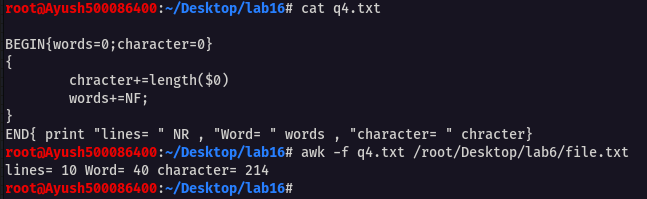 root@Ayush500086400:~/Desktop/lab16# cat q4.txt
BEGIN{words=0;character=0}
{
chracter+=length($0)
words+=NF;
}
END{ print "lines= " NR , "Word= " words , "character= " chracter}
root@Ayush500086400:~/Desktop/lab16# awk -f q4.txt /root/Desktop/lab6/file.txt
lines= 10 Word= 40 character= 214
root@Ayush500086400:~/Desktop/lab16#